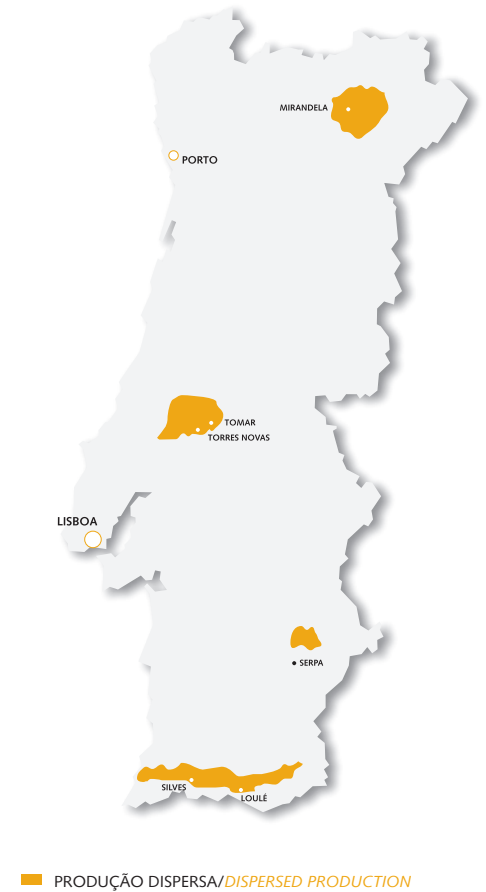 MIRANDELA
PORTO
TOMAR
TORRES NOVAS
LISBOA
SERPA
SILVES
LOULÉ
PRODUÇÃO DISPERSA/DISPERSED PRODUCTION